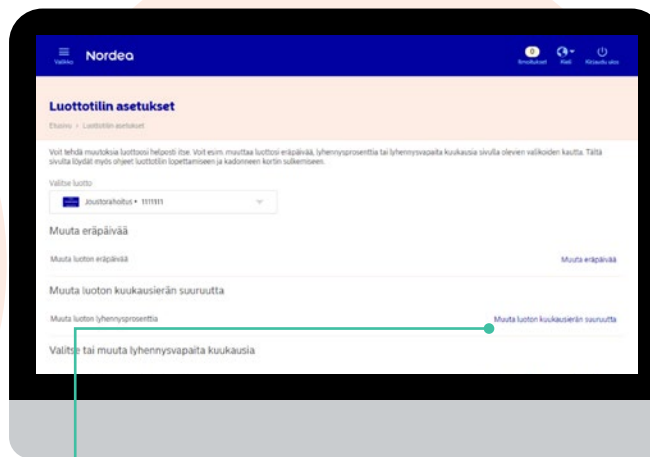 Valikko
Nordea
0
Ilmoitukset
Kieli
Kirjaudu ulos
Luottotilin asetukset
Etusivu > Luottotilin asetukset
Voit tehdä muutoksia luottoosi helposti itse. Voit esim. muuttaa luottosi eräpäivää, lyhennysprosenttia tai lyhennysvapaita kuukausia sivulla olevien valikoiden kautta. Tältä
sivulta löydät myös ohjeet luottotilin lopettamiseen ja kadonneen kortin sulkemiseen.
Valitse luotto
Joustorahoitus • 1111111
Muuta eräpäivää
Muuta luoton eräpäivää
Muuta eräpäivää
Muuta luoton kuukausierän suuruutta
Muuta luoton lyhennysprosenttia
Muuta luoton kuukausierän suuruutta
Valitse tai muuta lyhennysvapaita kuukausia